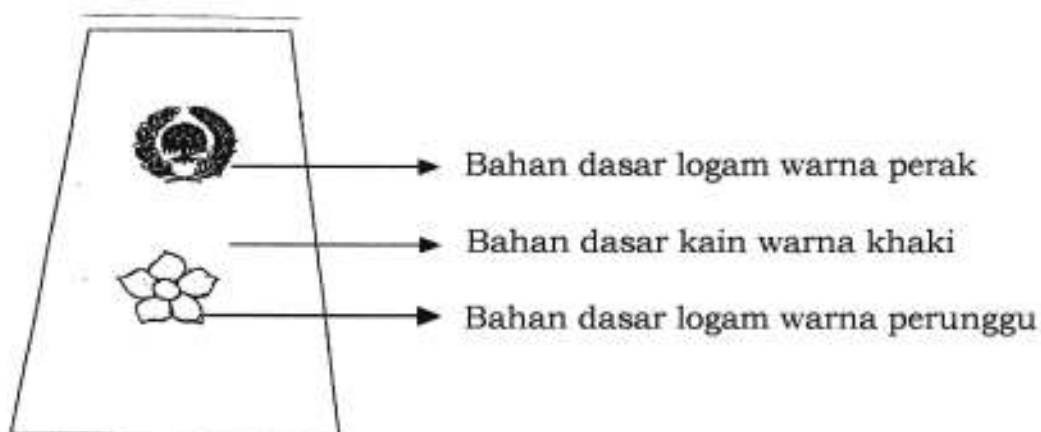 Bahan dasar logam warna perak
Bahan dasar kain warna khaki
Bahan dasar logam warna perunggu